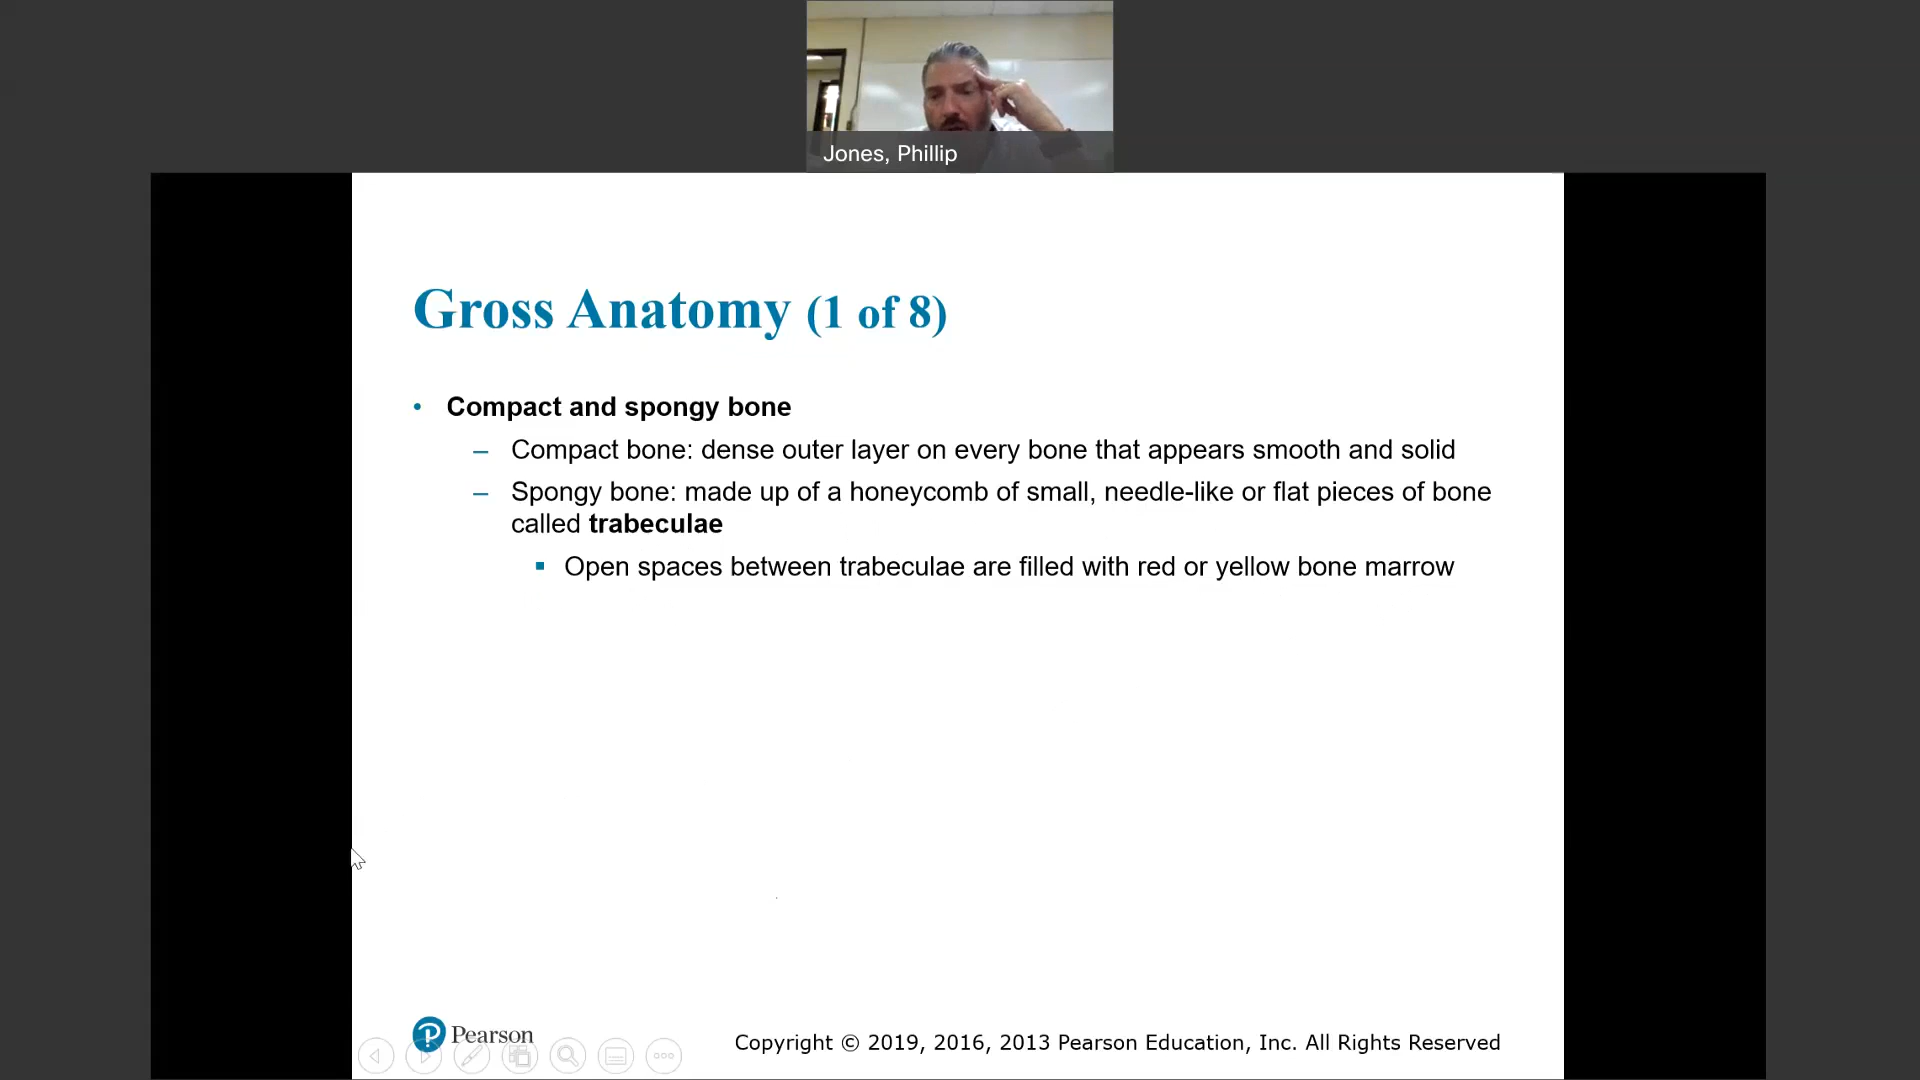 Jones, Phillip
Gross Anatomy (1 of 8)
• Compact and spongy bone
– Compact bone: dense outer layer on every bone that appears smooth and solid
– Spongy bone: made up of a honeycomb of small, needle-like or flat pieces of bone
called trabeculae
▪ Open spaces between trabeculae are filled with red or yellow bone marrow
Pearson
Copyright © 2019, 2016, 2013 Pearson Education, Inc. All Rights Reserved